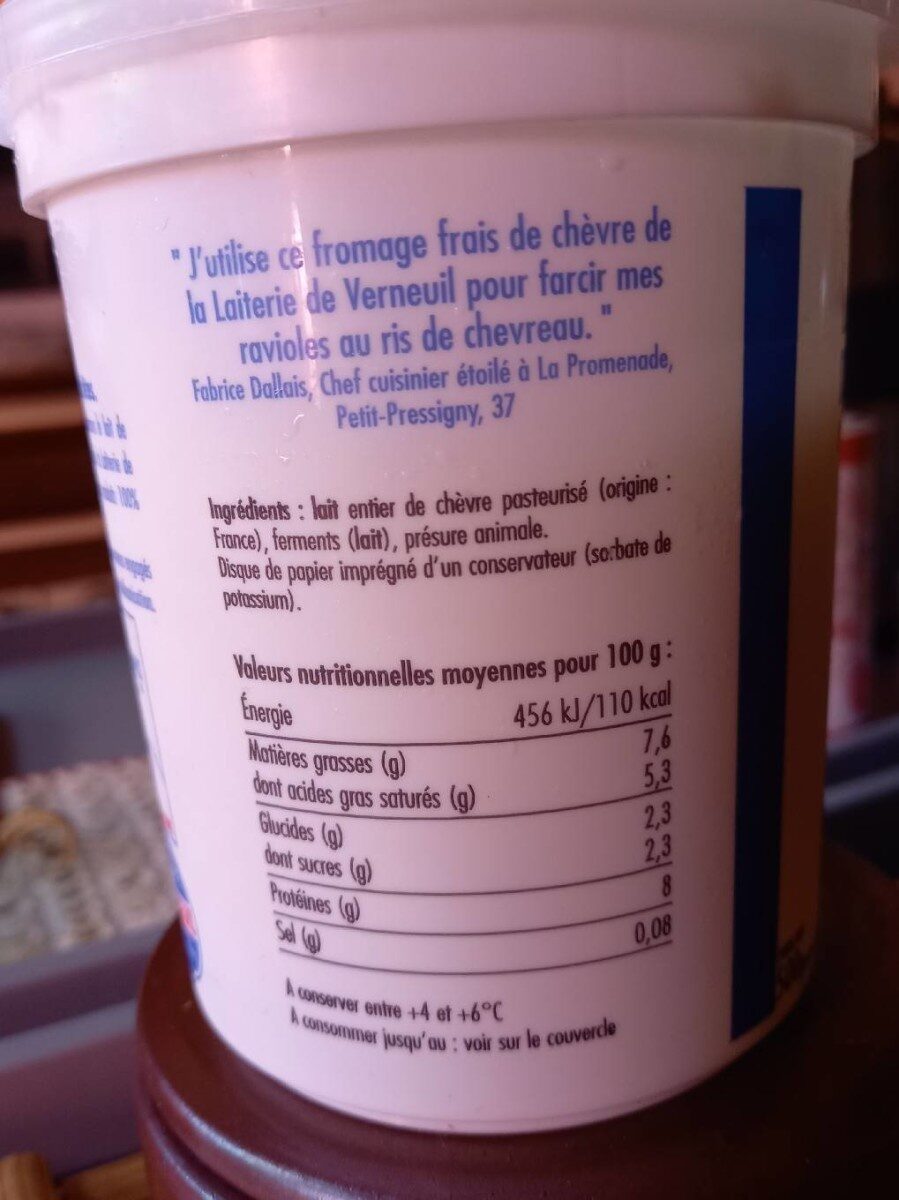 " J'utilise ce fromage frais de chèvre de
la Laiterie de Verneuil pour farcir mes
ravioles au ris de chevreau. "
Fabrice Dallais, Chef cuisinier étoilé à La Promenade,
Petit-Pressigny, 37
lait de
100%
Ingrédients : lait entier de chèvre pasteurisé (origine :
France), ferments (lait), présure animale.
Disque de papier imprégné d'un conservateur (sorbate de
potassium).
Valeurs nutritionnelles moyennes pour 100 g :
Énergie 456 kJ/110 kcal
Matières grasses (g) 7,6
dont acides gras saturés (g) 5,3
Glucides (g) 2,3
dont sucres (g) 2,3
Protéines (g) 8
Sel (g) 0,08
A conserver entre +4 et +6°C
A consommer jusqu'au : voir sur le couvercle